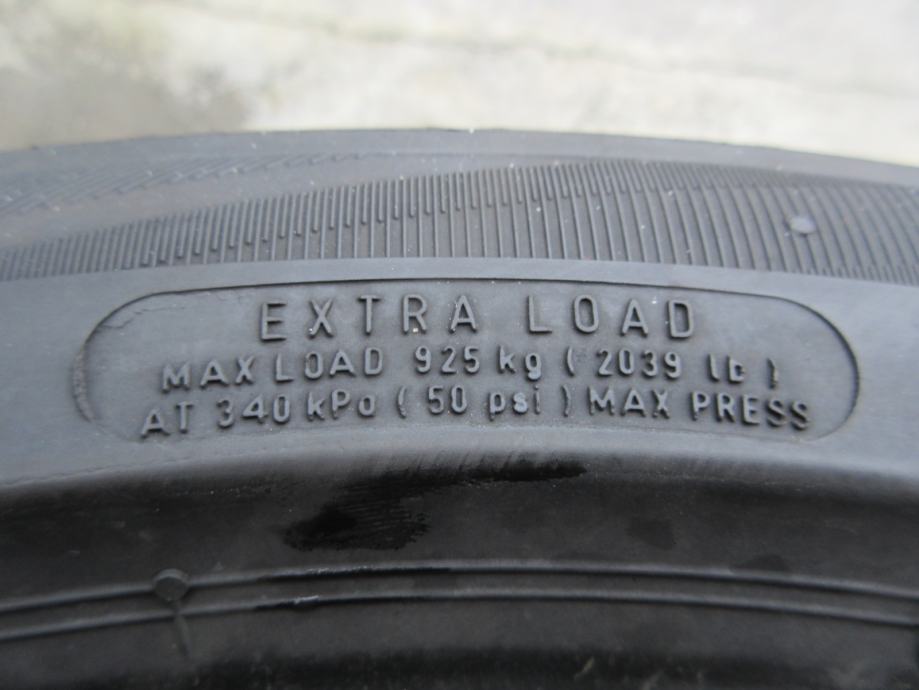 EXTRA LOAD
MAX LOAD 925 kg ( 2039 lb )
AT 340 kPa ( 50 psi ) MAX PRESS